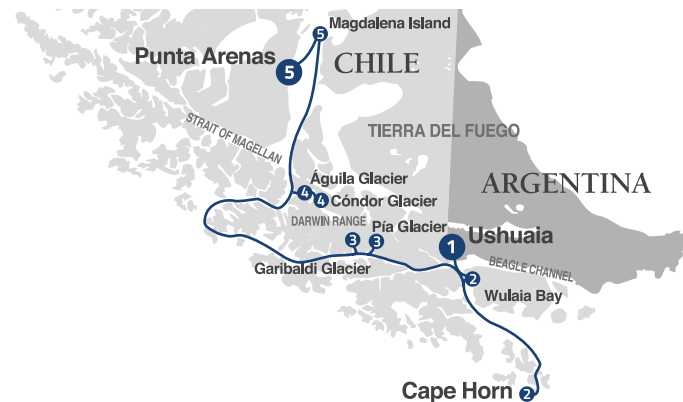 5 Magdalena Island
Punta Arenas
5
CHILE
STRAIT OF MAGELLAN
TIERRA DEL FUEGO
Águila Glacier
4
4 Cóndor Glacier
ARGENTINA
DARWIN RANGE
Pía Glacier
3 3
Garibaldi Glacier
1 Ushuaia
BEAGLE CHANNEL
2
Wulaia Bay
Cape Horn 2